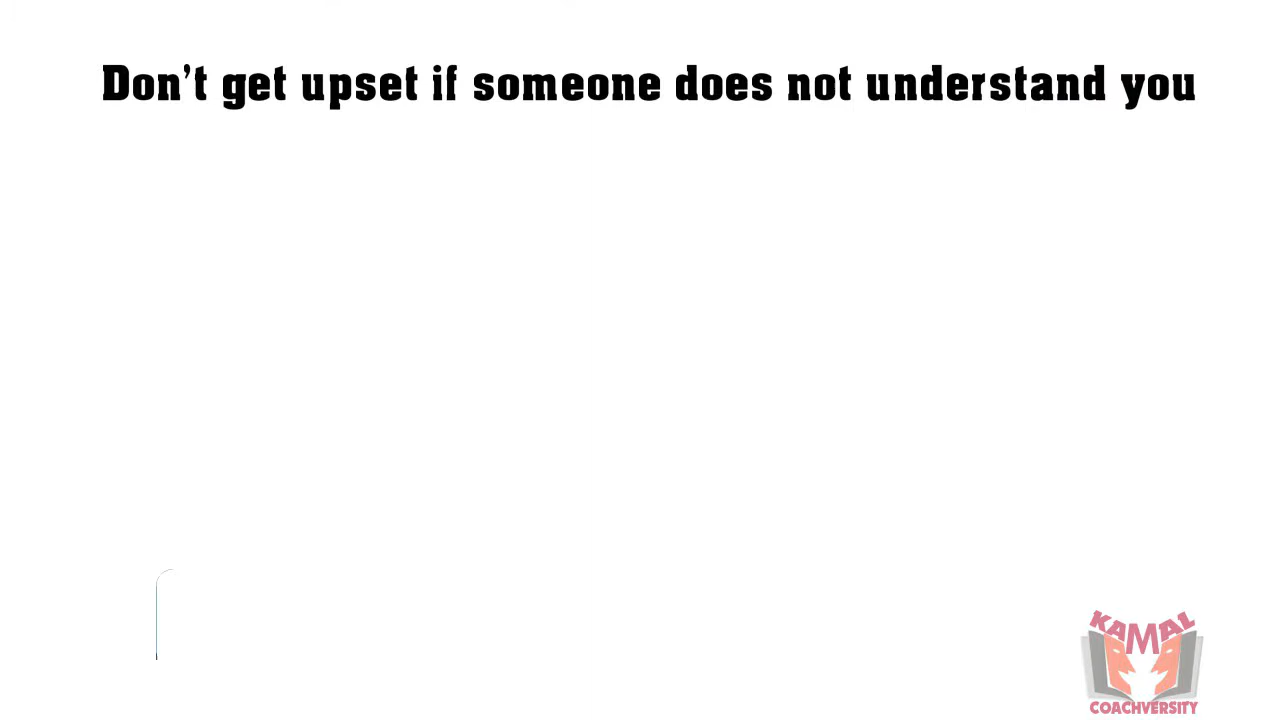 Don't get upset if someone does not understand you
KAMAL
COACHVERSITY